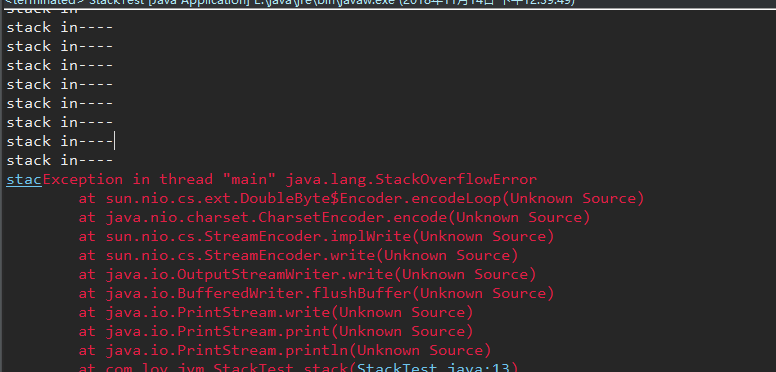 <terminated> StackTest [Java Application] E:\java\jre\bin\javaw.exe (2018年11月14日 下午12:39:49)
stack in----
stack in----
stack in----
stack in----
stack in----
stack in----
stack in----
stack in----
stack in----
stacException in thread "main" java.lang.StackOverflowError
at sun.nio.cs.ext.DoubleByte$Encoder.encodeLoop(Unknown Source)
at java.nio.charset.CharsetEncoder.encode(Unknown Source)
at sun.nio.cs.StreamEncoder.implWrite(Unknown Source)
at sun.nio.cs.StreamEncoder.write(Unknown Source)
at java.io.OutputStreamWriter.write(Unknown Source)
at java.io.BufferedWriter.flushBuffer(Unknown Source)
at java.io.PrintStream.write(Unknown Source)
at java.io.PrintStream.print(Unknown Source)
at java.io.PrintStream.println(Unknown Source)
at com.lov.jvm.StackTest.stack(StackTest.java:13)